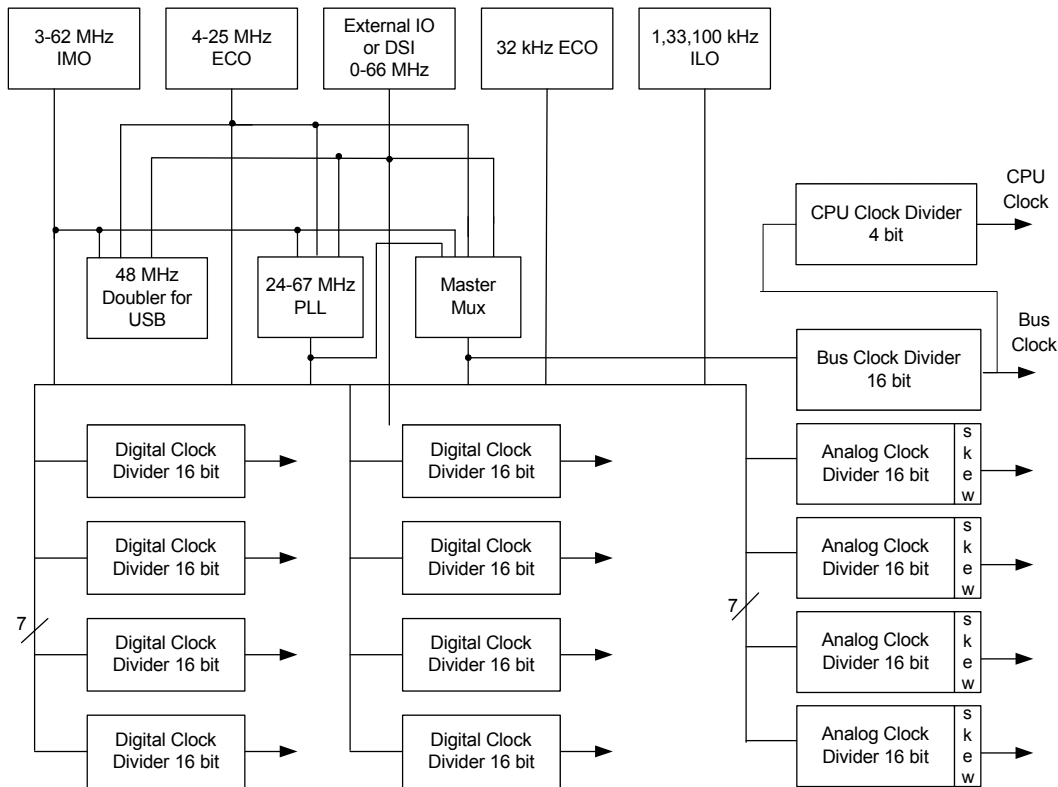 3-62 MHz
IMO
4-25 MHz
ECO
External IO
or DSI
0-66 MHz
32 kHz ECO
1,33,100 kHz
ILO
CPU
Clock
CPU Clock Divider
4 bit
48 MHz
Doubler for
USB
24-67 MHz
PLL
Master
Mux
Bus
Clock
Bus Clock Divider
16 bit
Digital Clock
Divider 16 bit
Digital Clock
Divider 16 bit
Analog Clock
Divider 16 bit
s
k
e
w
Digital Clock
Divider 16 bit
Digital Clock
Divider 16 bit
Analog Clock
Divider 16 bit
s
k
e
w
7
7
Digital Clock
Divider 16 bit
Digital Clock
Divider 16 bit
Analog Clock
Divider 16 bit
s
k
e
w
Digital Clock
Divider 16 bit
Digital Clock
Divider 16 bit
Analog Clock
Divider 16 bit
s
k
e
w